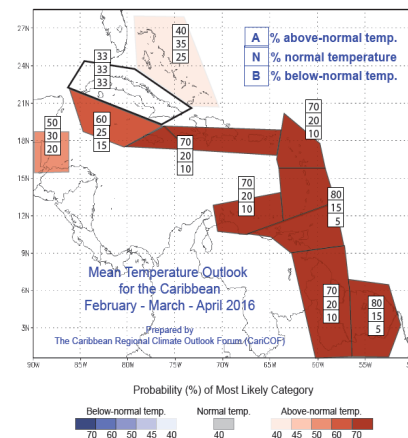 27N
24N
21N
18N
15N
12N
9N
6N
3N
90W
85W
80W
75W
70W
65W
60W
55W
A % above-normal temp.
N % normal temperature
B % below-normal temp.
40
35
25
33
33
33
50
30
20
60
25
15
70
20
10
70
20
10
70
20
10
80
15
5
70
20
10
80
15
5
Mean Temperature Outlook
for the Caribbean
February - March - April 2016
Prepared by
The Caribbean Regional Climate Outlook Forum (CariCOF)
Probability (%) of Most Likely Category
Below-normal temp. Normal temp. Above-normal temp.
70 60 50 45 40 40 40 45 50 60 70